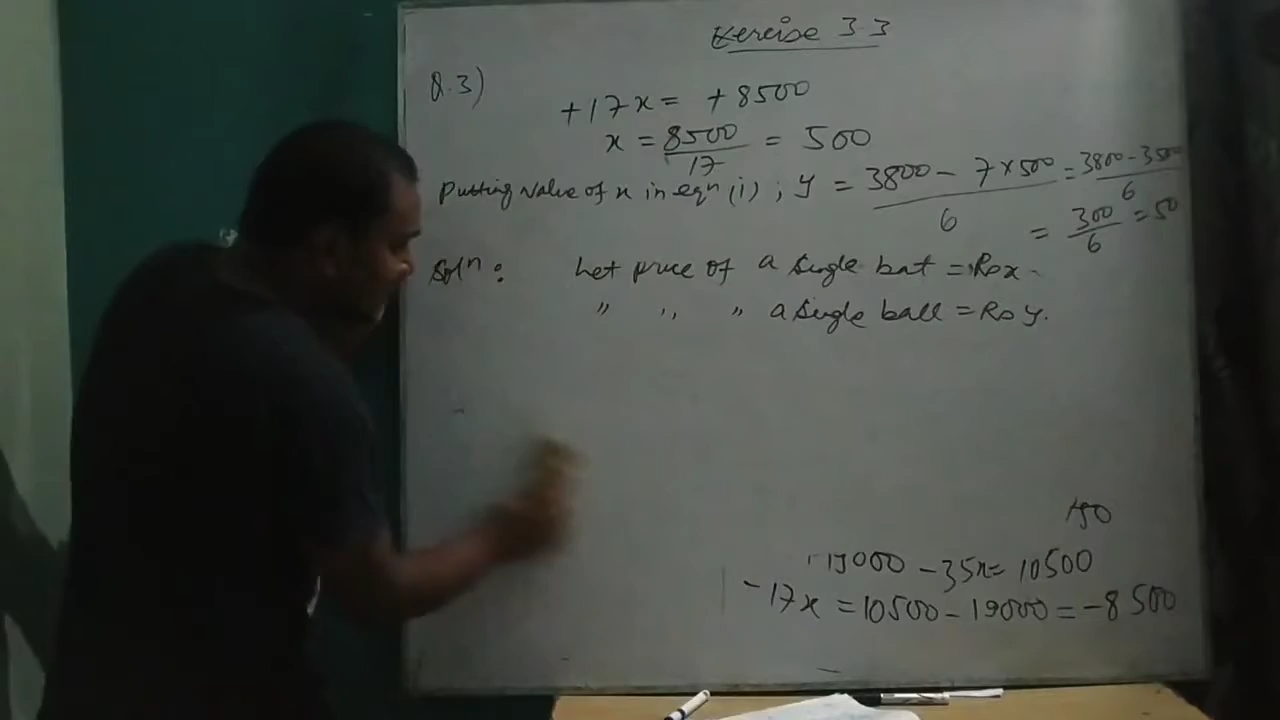 Exercise 3.3
Q.3)
+17x = +8500
x = 8500/17 = 500
Putting value of x in eqn (i) ; y = 3800 - 7 x 500 / 6 = 3800 - 3500 / 6
= 300/6 = 50
Soln : Let price of a single bat = Rs x.
" " " a single ball = Rs y.
19000 - 35x = 10500
-17x = 10500 - 19000 = -8500